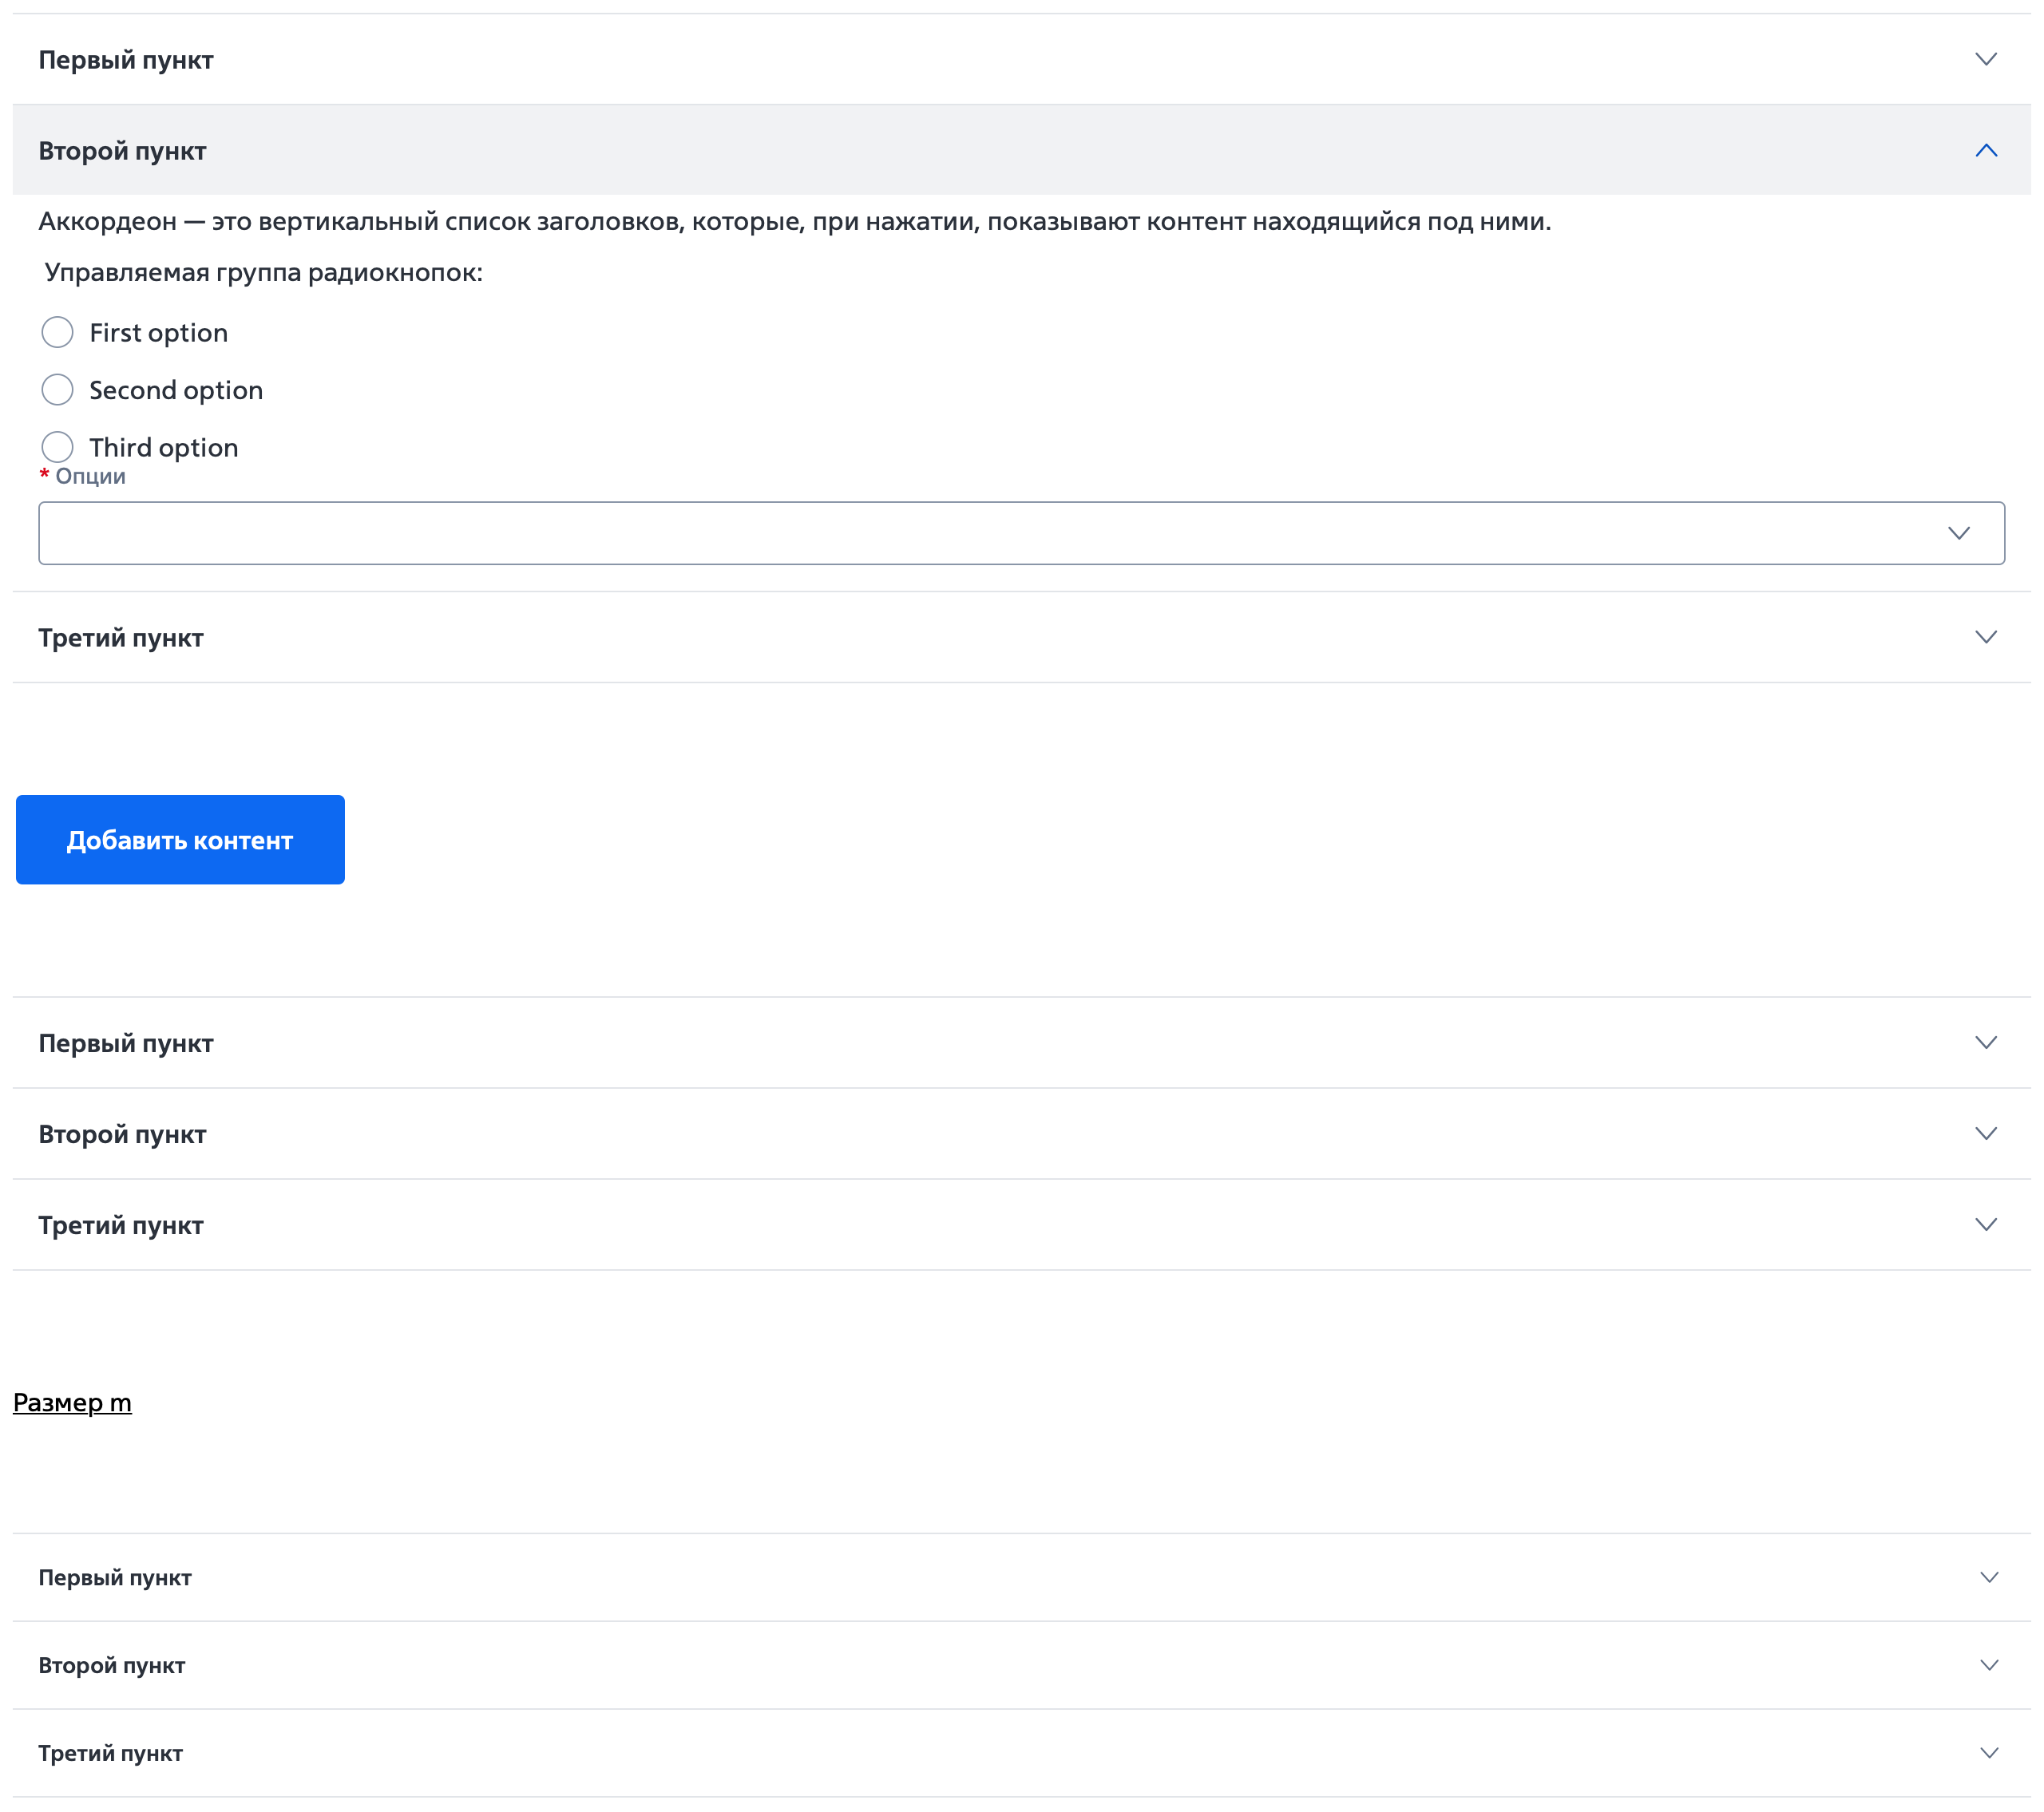 Первый пункт
Второй пункт
Аккордеон — это вертикальный список заголовков, которые, при нажатии, показывают контент находящийся под ними.
Управляемая группа радиокнопок:
First option
Second option
Third option
* Опции
Третий пункт
Добавить контент
Первый пункт
Второй пункт
Третий пункт
Размер m
Первый пункт
Второй пункт
Третий пункт